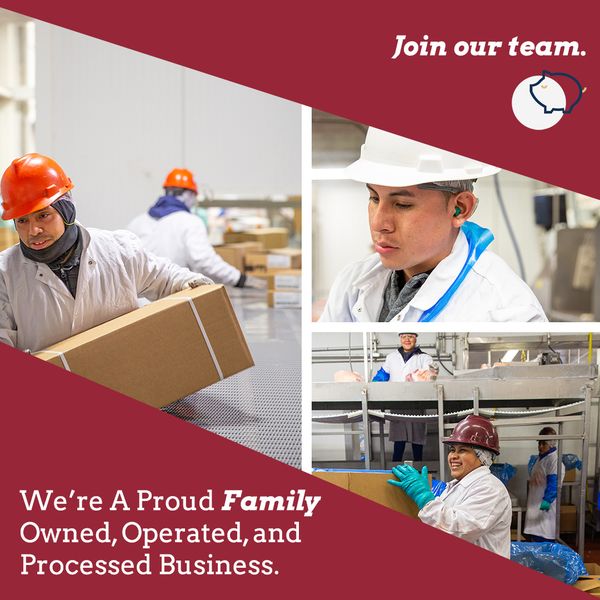 Join our team.
We're A Proud Family
Owned, Operated, and
Processed Business.